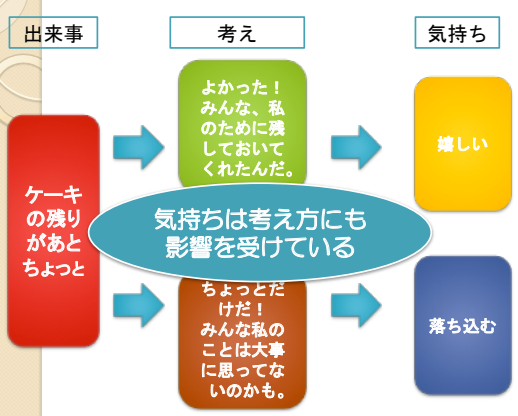 出来事
考え
気持ち
よかった！
みんな、私
のために残
しておいて
くれたんだ。
嬉しい
ケーキ
の残り
があと
ちょっと
気持ちは考え方にも
影響を受けている
ちょっとだ
けだ！
みんな私の
ことは大事
に思ってな
いのかも。
落ち込む